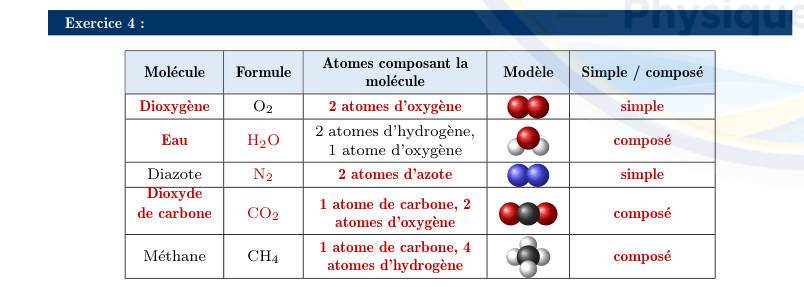 Physique
Exercice 4 :
Molécule Formule Atomes composant la molécule Modèle Simple / composé
Dioxygène O₂ 2 atomes d'oxygène simple
Eau H₂O 2 atomes d'hydrogène, 1 atome d'oxygène composé
Diazote N₂ 2 atomes d'azote simple
Dioxyde de carbone CO₂ 1 atome de carbone, 2 atomes d'oxygène composé
Méthane CH₄ 1 atome de carbone, 4 atomes d'hydrogène composé